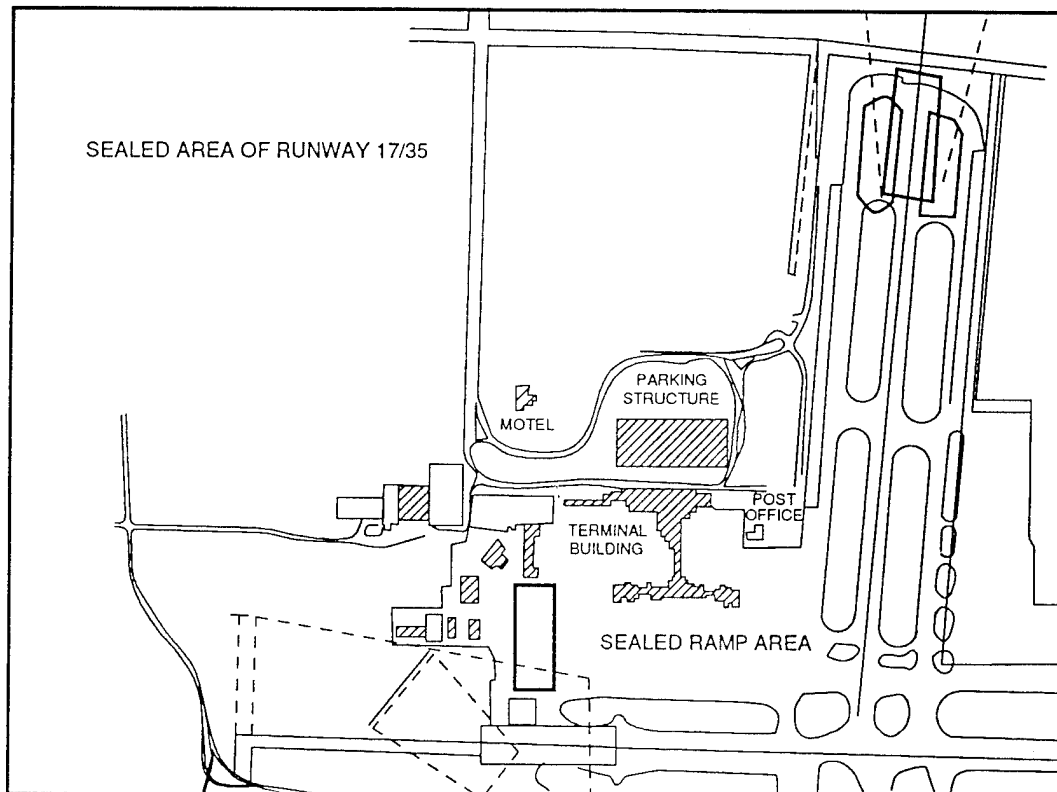 SEALED AREA OF RUNWAY 17/35
PARKING
STRUCTURE
MOTEL
POST
OFFICE
TERMINAL
BUILDING
SEALED RAMP AREA